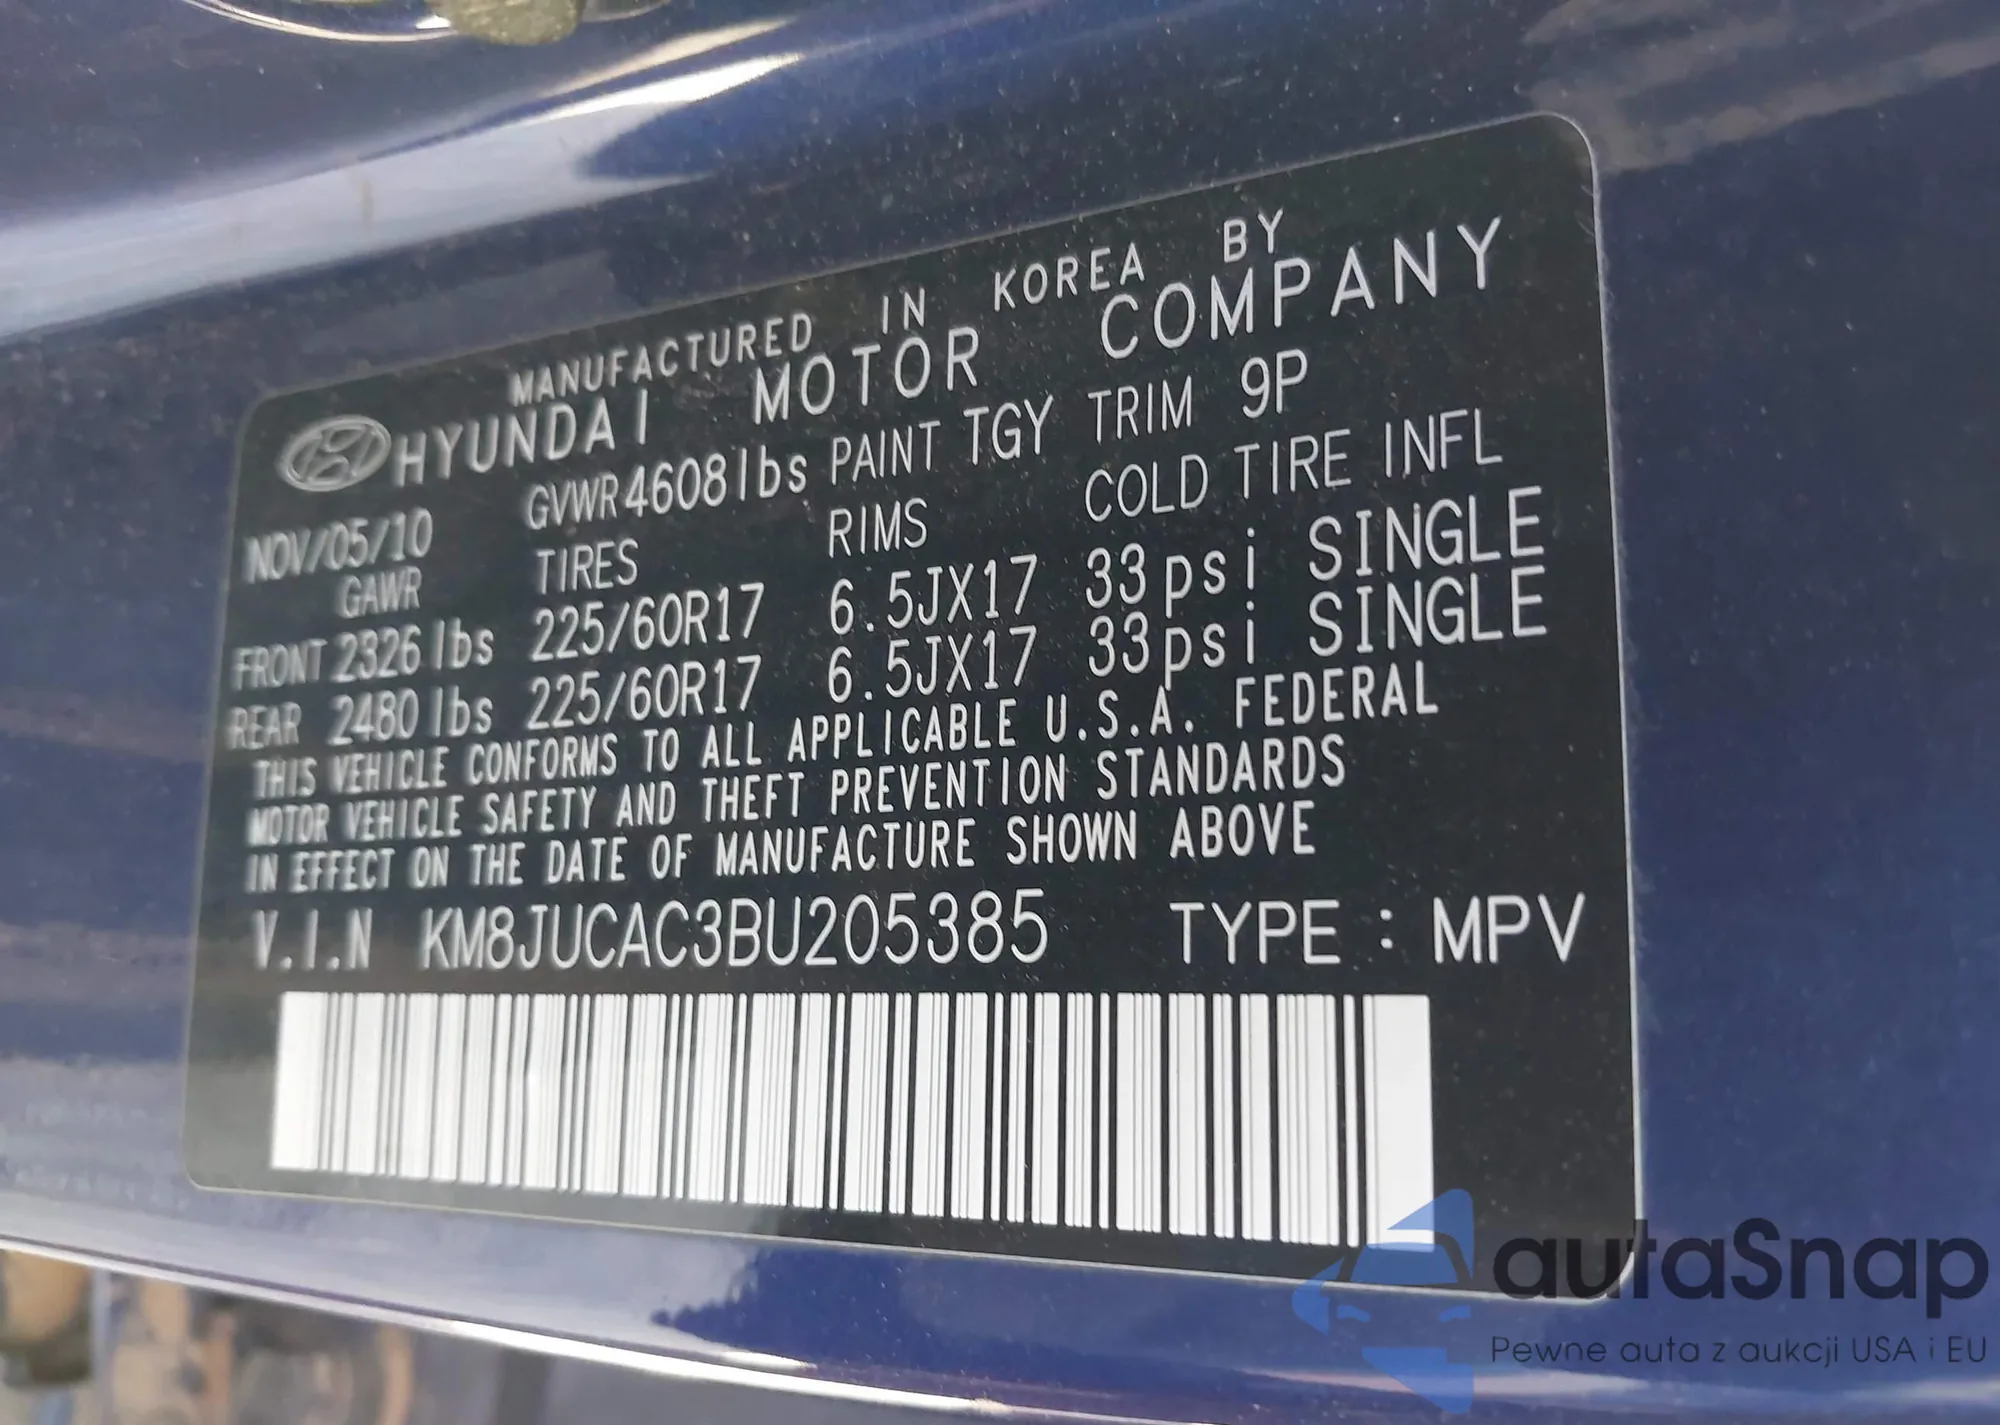 MANUFACTURED IN KOREA BY
HYUNDAI MOTOR COMPANY
NOV/05/10 GVWR 4608lbs PAINT TGY TRIM 9P
GAWR TIRES RIMS COLD TIRE INFL
FRONT 2326 lbs 225/60R17 6.5JX17 33psi SINGLE
REAR 2480 lbs 225/60R17 6.5JX17 33psi SINGLE
THIS VEHICLE CONFORMS TO ALL APPLICABLE U.S.A. FEDERAL
MOTOR VEHICLE SAFETY AND THEFT PREVENTION STANDARDS
IN EFFECT ON THE DATE OF MANUFACTURE SHOWN ABOVE
V.I.N KM8JUCAC3BU205385 TYPE : MPV
autaSnap
Pewne auta z aukcji USA i EU